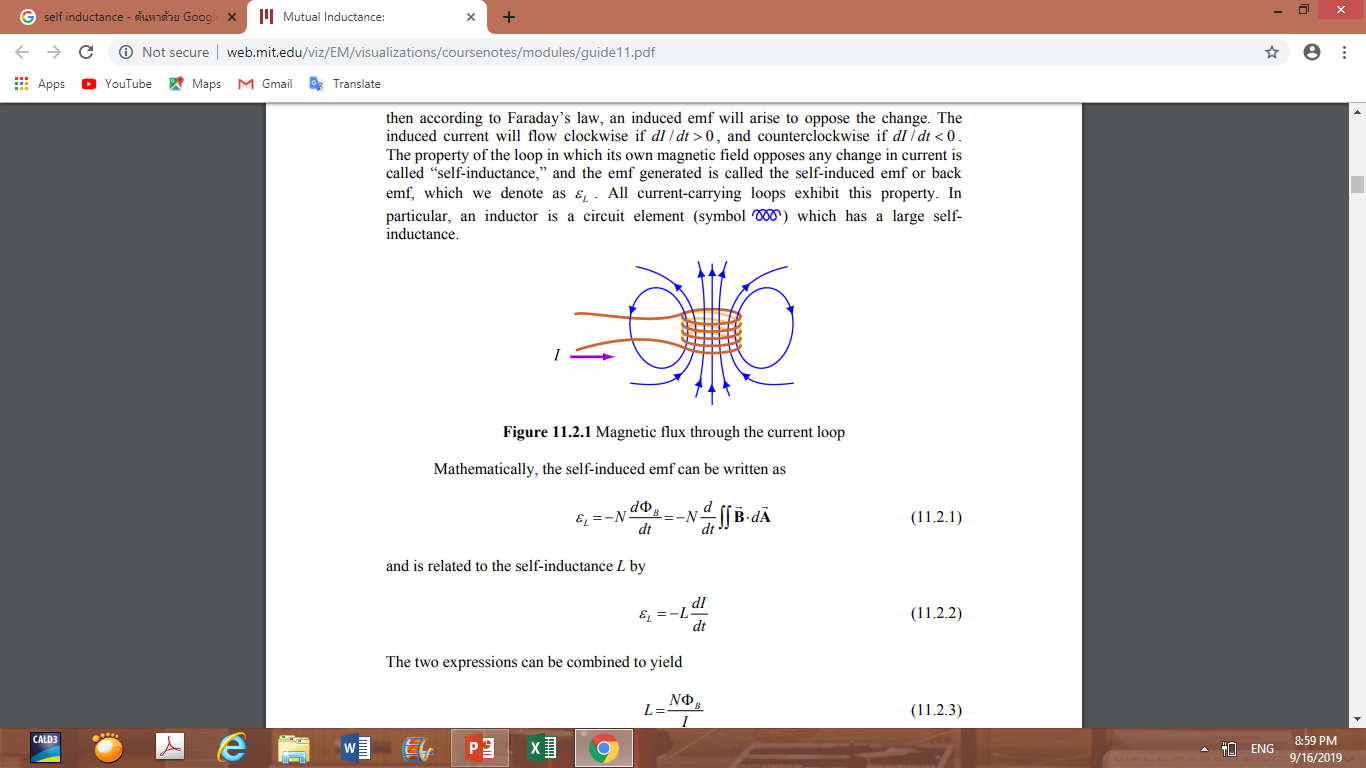 self inductance - ค้นหาด้วย Googl
Mutual Inductance:
Not secure
web.mit.edu/viz/EM/visualizations/coursenotes/modules/guide11.pdf
Apps YouTube Maps Gmail Translate
then according to Faraday’s law, an induced emf will arise to oppose the change. The
induced current will flow clockwise if dI / dt > 0, and counterclockwise if dI / dt < 0.
The property of the loop in which its own magnetic field opposes any change in current is
called “self-inductance,” and the emf generated is called the self-induced emf or back
emf, which we denote as ε_L . All current-carrying loops exhibit this property. In
particular, an inductor is a circuit element (symbol ) which has a large self-
inductance.
I
Figure 11.2.1 Magnetic flux through the current loop
Mathematically, the self-induced emf can be written as
ε_L = −N dΦ_B/dt = −N d/dt ∬ B⃗ · dA⃗ (11.2.1)
and is related to the self-inductance L by
ε_L = −L dI/dt (11.2.2)
The two expressions can be combined to yield
L = NΦ_B/I (11.2.3)
CALD3
ENG
8:59 PM
9/16/2019